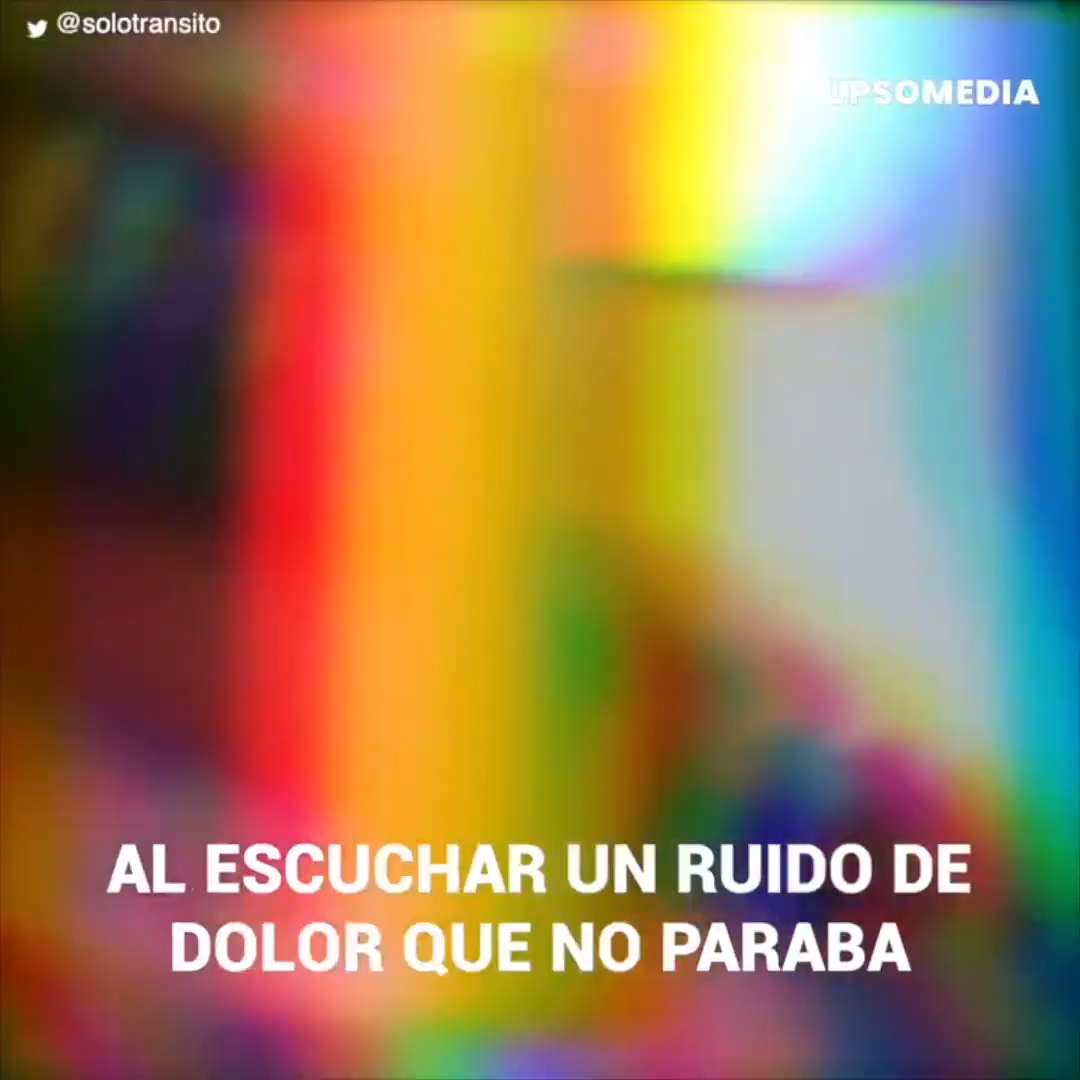 @solotransito
UPSOMEDIA
AL ESCUCHAR UN RUIDO DE
DOLOR QUE NO PARABA